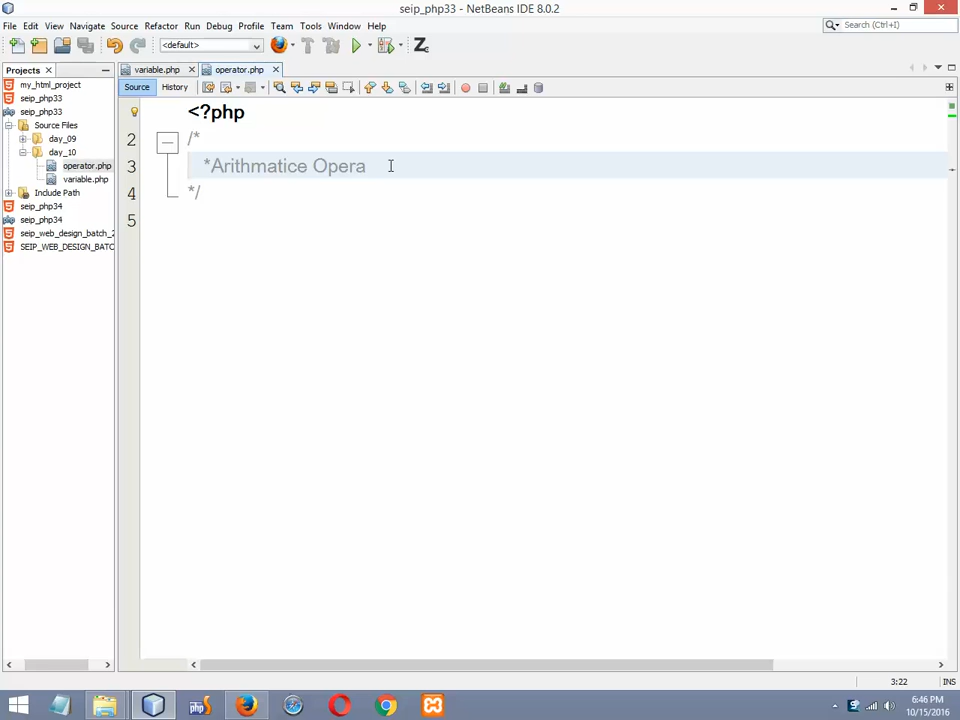 seip_php33 - NetBeans IDE 8.0.2
File Edit View Navigate Source Refactor Run Debug Profile Team Tools Window Help
Search (Ctrl+I)
<default>
Projects
variable.php
operator.php
Source History
my_html_project
seip_php33
seip_php33
Source Files
day_09
day_10
operator.php
variable.php
Include Path
seip_php34
seip_php34
seip_web_design_batch_2
SEIP_WEB_DESIGN_BAT
<?php
2 /*
3 *Arithmatice Opera
4 */
5
3:22 INS
php
6:46 PM
10/15/2016